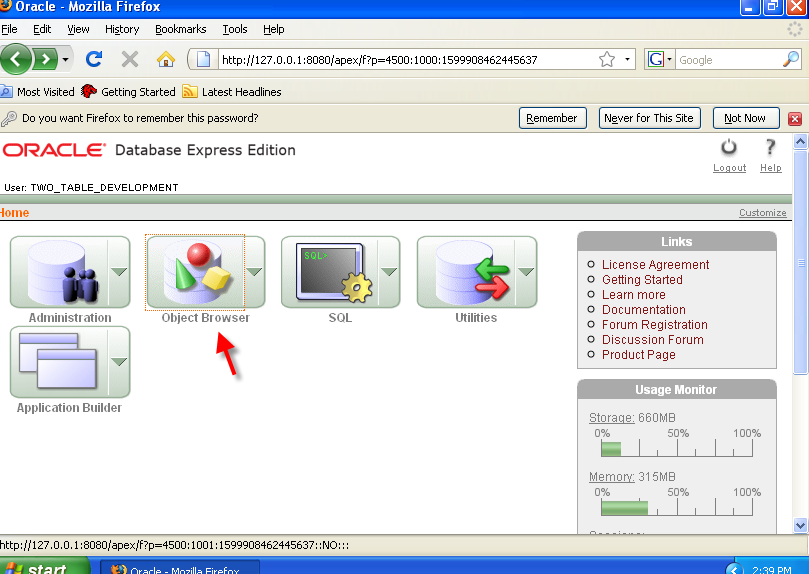 Oracle - Mozilla Firefox
File Edit View History Bookmarks Tools Help
http://127.0.0.1:8080/apex/f?p=4500:1000:1599908462445637
G Google
Most Visited Getting Started Latest Headlines
Do you want Firefox to remember this password? Remember Never for This Site Not Now
ORACLE® Database Express Edition
Logout Help
User: TWO_TABLE_DEVELOPMENT
Home Customize
Links
License Agreement
Getting Started
Learn more
Documentation
Forum Registration
Discussion Forum
Product Page
SQL>
Administration Object Browser SQL Utilities
Application Builder
Usage Monitor
Storage: 660MB
0% 50% 100%
Memory: 315MB
0% 50% 100%
http://127.0.0.1:8080/apex/f?p=4500:1001:1599908462445637::NO:::
start Oracle - Mozilla Firefox 2:39 PM